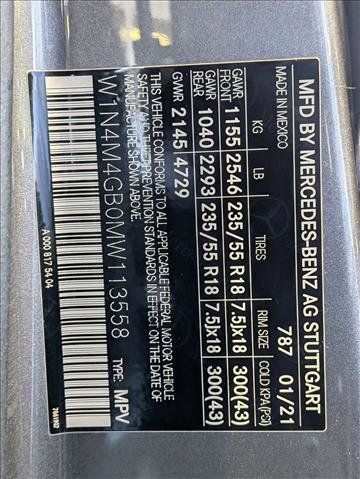 MFD BY MERCEDES-BENZ AG STUTTGART
MADE IN MEXICO 787 01/21
GAWR KG LB TIRES RIM SIZE COLD KPA(PSI)
FRONT 1155 2546 235/55 R18 7.5Jx18 300(43)
REAR 1040 2293 235/55 R18 7.5Jx18 300(43)
GVWR 2145 4729
THIS VEHICLE CONFORMS TO ALL APPLICABLE FEDERAL MOTOR VEHICLE
SAFETY, BUMPER AND THEFT PREVENTION STANDARDS IN EFFECT ON THE DATE OF MANUFACTURE SHOWN ABOVE.
W1N4M4GB0MW113558 TYPE: MPV
A 000 817 54 04